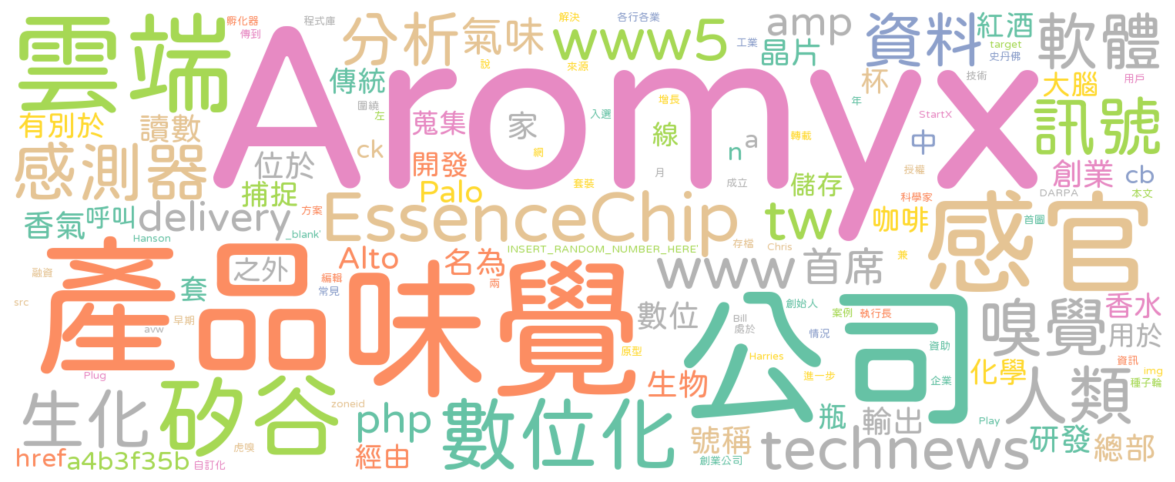 孵化器 程式庫 各行各業 解決 紅酒
雲端 傳到 分析 氣味 www5 工業 amp 資料 軟體
Aromyx 稅 來源 晶片 target 史丹佛
傳統 杯 技術 大腦 用戶
有別於 讀數 圍繞 左 蒐集 增長 入選 年 StartX 訊號
家 線 a 轉載 中
感測器 位於 ck 開發 網 n 創業 cb
捕捉 Palo 套裝 月 成立 儲存 授權 科學家 DARPA 本文
香氣 呼叫 delivery 方案 EssenceChip tw 咖啡 首圖 感官
Hanson _blank' INSERT_RANDOM_NUMBER_HERE' 存檔 Chris 兼
產品 之外 Alto 名為 www 首席
融資 套 編輯 常見 兩 味覺 公司 香水
src avw 早期 數位 Bill 處於 創始人 案例 執行長 嗅覺 用於
原型 Harries 情況 資助 資訊
Plug 生物 進一步 企業 化學 img 種子輪
生化 矽谷 zoneid php 數位化 瓶 輸出 Play 人類
虎嗅 號稱 研發
href a4b3f35b 自訂化 經由 創業公司 technews 總部